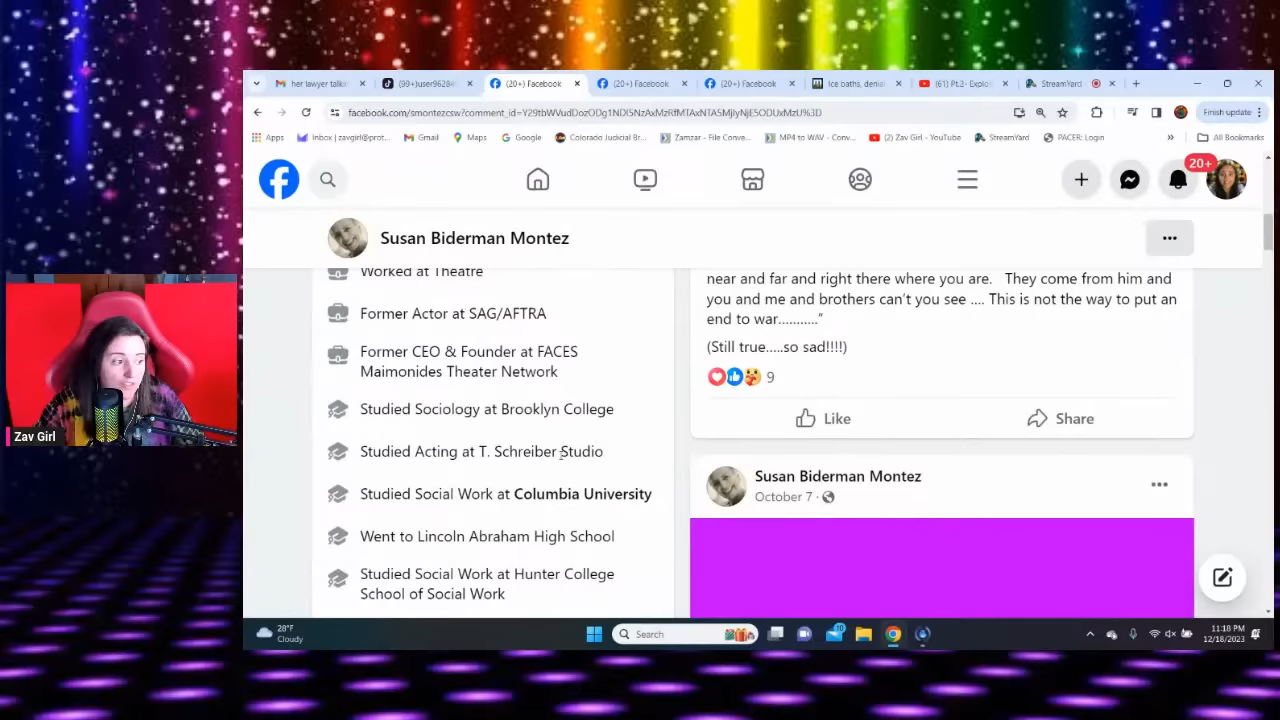 her lawyer talks
(99+)user9628
(20+) Facebook
(20+) Facebook
(20+) Facebook
Ice baths, denia
(61) Pt.2- Explo
StreamYard
Finish update
Apps
Inbox | zavgirl@prot...
Gmail
Maps
Google
Colorado Judicial Br...
Zamzar - File Conve...
MP4 to WAV - Conv...
(2) Zav Girl - YouTube
StreamYard
PACER: Login
»
All Bookmarks
20+
Susan Biderman Montez
Worked at Theatre
Former Actor at SAG/AFTRA
Former CEO & Founder at FACES
Maimonides Theater Network
Studied Sociology at Brooklyn College
Studied Acting at T. Schreiber Studio
Studied Social Work at Columbia University
Went to Lincoln Abraham High School
Studied Social Work at Hunter College
School of Social Work
near and far and right there where you are. They come from him and
you and me and brothers can't you see .... This is not the way to put an
end to war...........”
(Still true.....so sad!!!!)
9
Like
Share
Susan Biderman Montez
October 7 ·
Zav Girl
28°F
Cloudy
Search
11:18 PM
12/18/2023